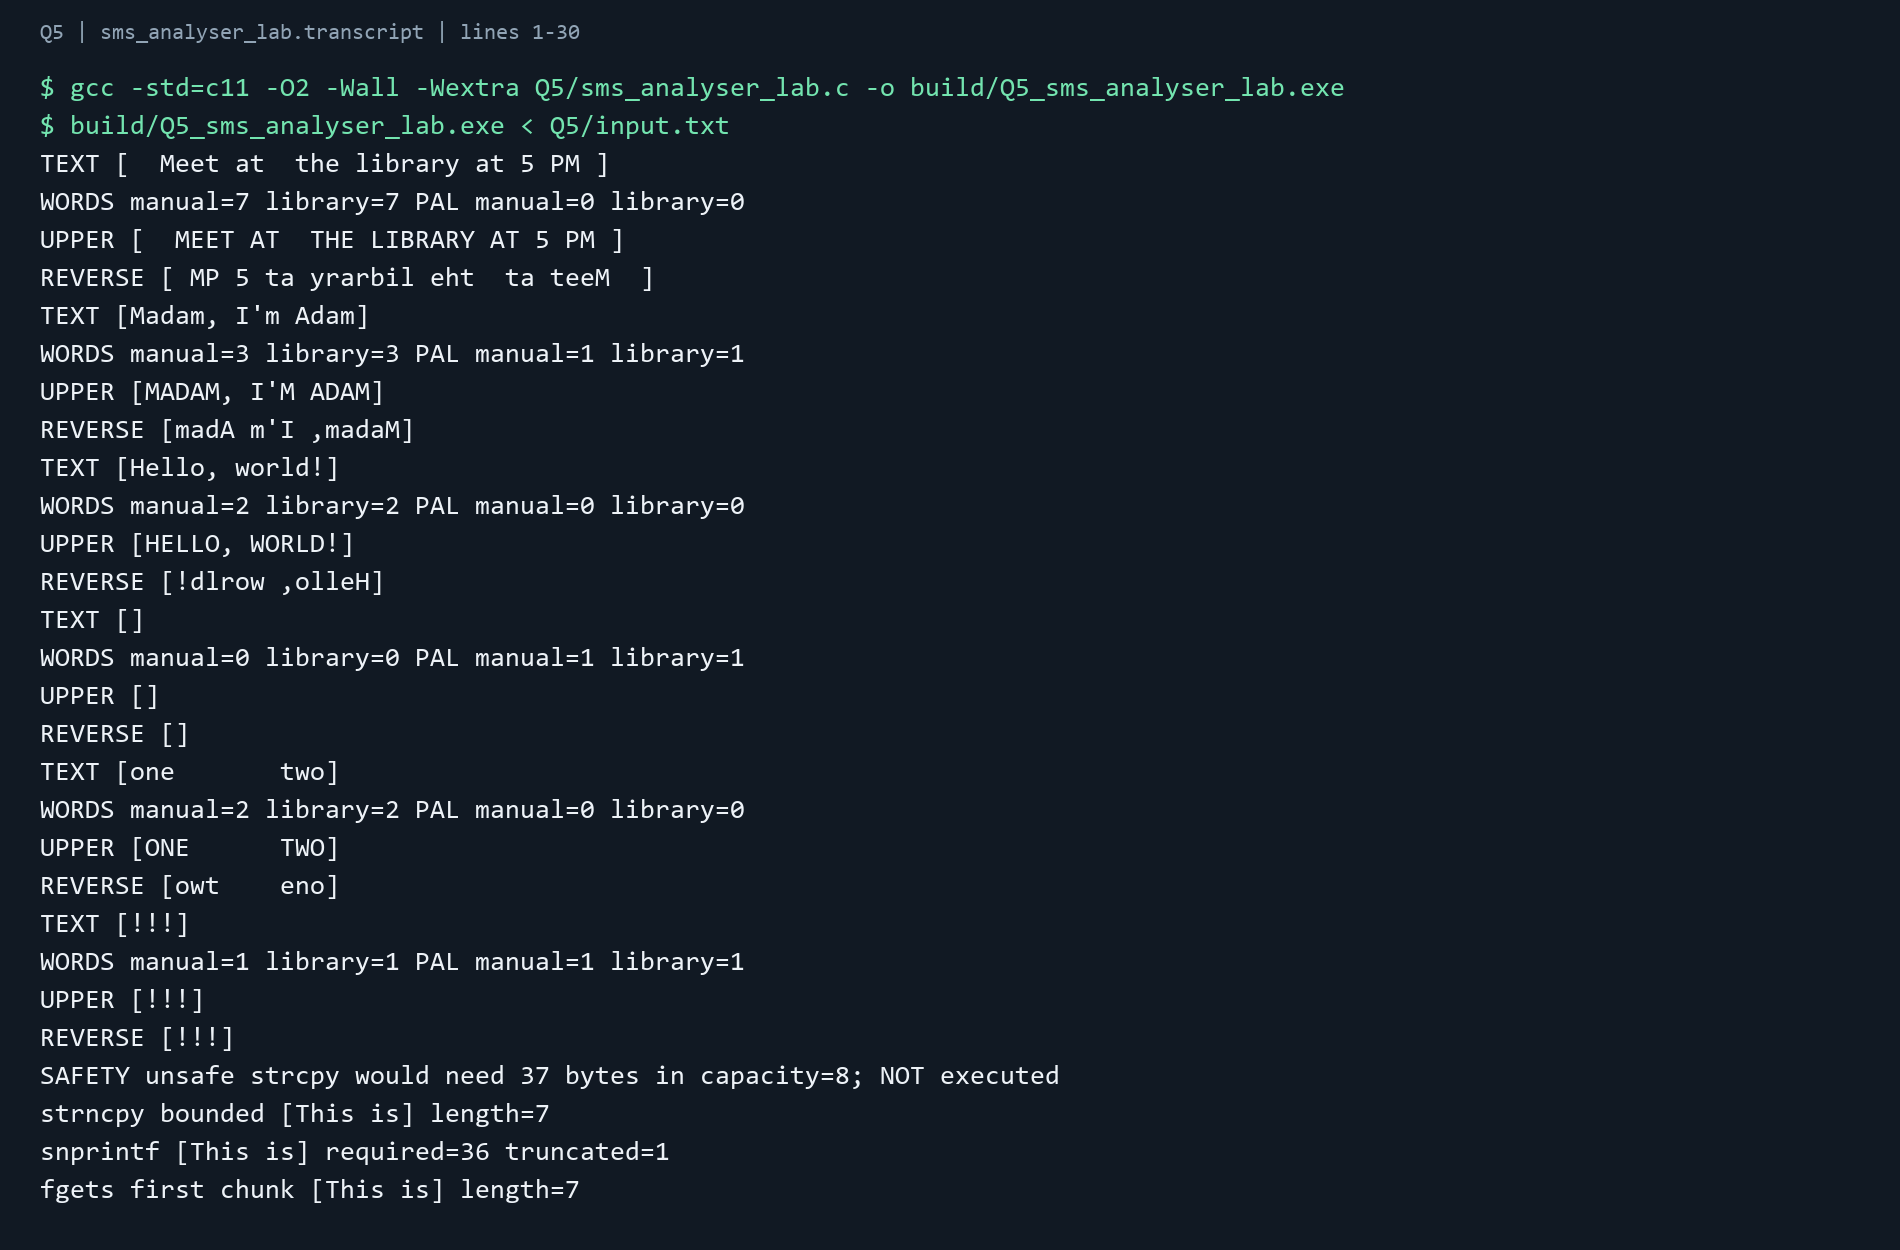 Q5 | sms_analyser_lab.transcript | lines 1-30
$ gcc -std=c11 -O2 -Wall -Wextra Q5/sms_analyser_lab.c -o build/Q5_sms_analyser_lab.exe
$ build/Q5_sms_analyser_lab.exe < Q5/input.txt
TEXT [  Meet at  the library at 5 PM ]
WORDS manual=7 library=7 PAL manual=0 library=0
UPPER [  MEET AT  THE LIBRARY AT 5 PM ]
REVERSE [ MP 5 ta yrarbil eht  ta teeM  ]
TEXT [Madam, I'm Adam]
WORDS manual=3 library=3 PAL manual=1 library=1
UPPER [MADAM, I'M ADAM]
REVERSE [madA m'I ,madaM]
TEXT [Hello, world!]
WORDS manual=2 library=2 PAL manual=0 library=0
UPPER [HELLO, WORLD!]
REVERSE [!dlrow ,olleH]
TEXT []
WORDS manual=0 library=0 PAL manual=1 library=1
UPPER []
REVERSE []
TEXT [one       two]
WORDS manual=2 library=2 PAL manual=0 library=0
UPPER [ONE      TWO]
REVERSE [owt    eno]
TEXT [!!!]
WORDS manual=1 library=1 PAL manual=1 library=1
UPPER [!!!]
REVERSE [!!!]
SAFETY unsafe strcpy would need 37 bytes in capacity=8; NOT executed
strncpy bounded [This is] length=7
snprintf [This is] required=36 truncated=1
fgets first chunk [This is] length=7